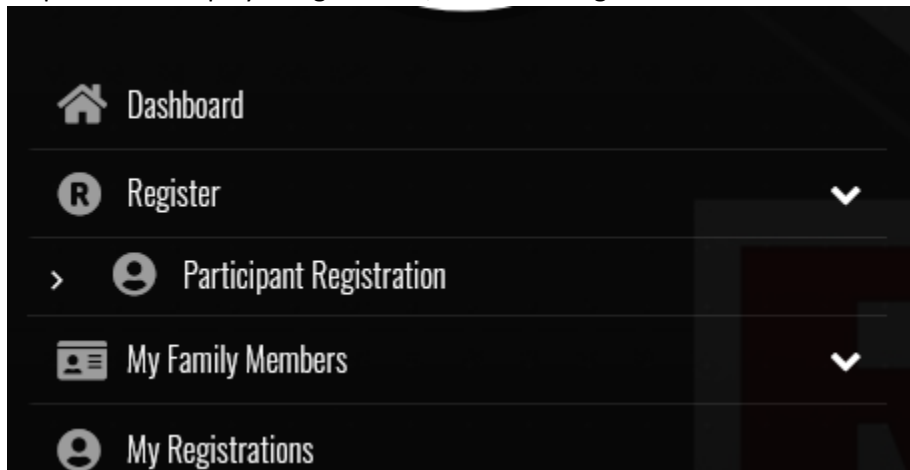 Dashboard
Register
Participant Registration
My Family Members
My Registrations